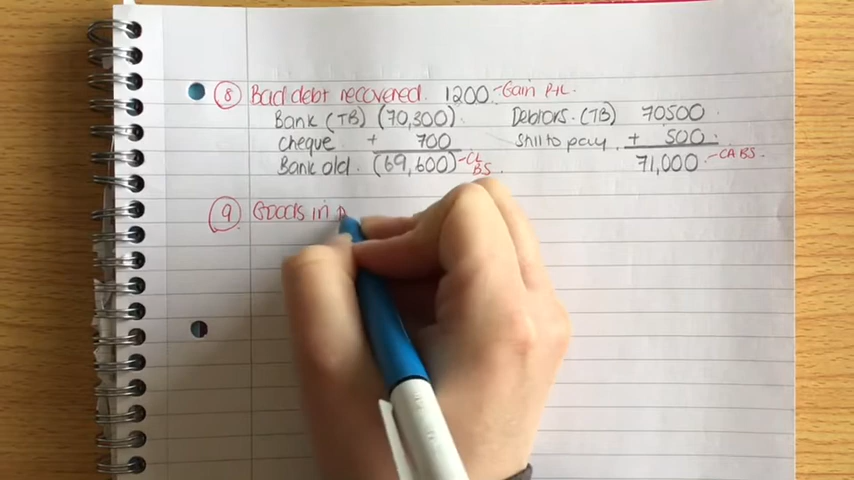 8 Bad debt recovered. 1200 - Gain P+L.
Bank (TB) (70,300) Debtors. (TB) 70500
cheque + 700 Still to pay. + 500
Bank o/d. (69,600) - CL BS. 71,000 - CA BS.
9 Goods in